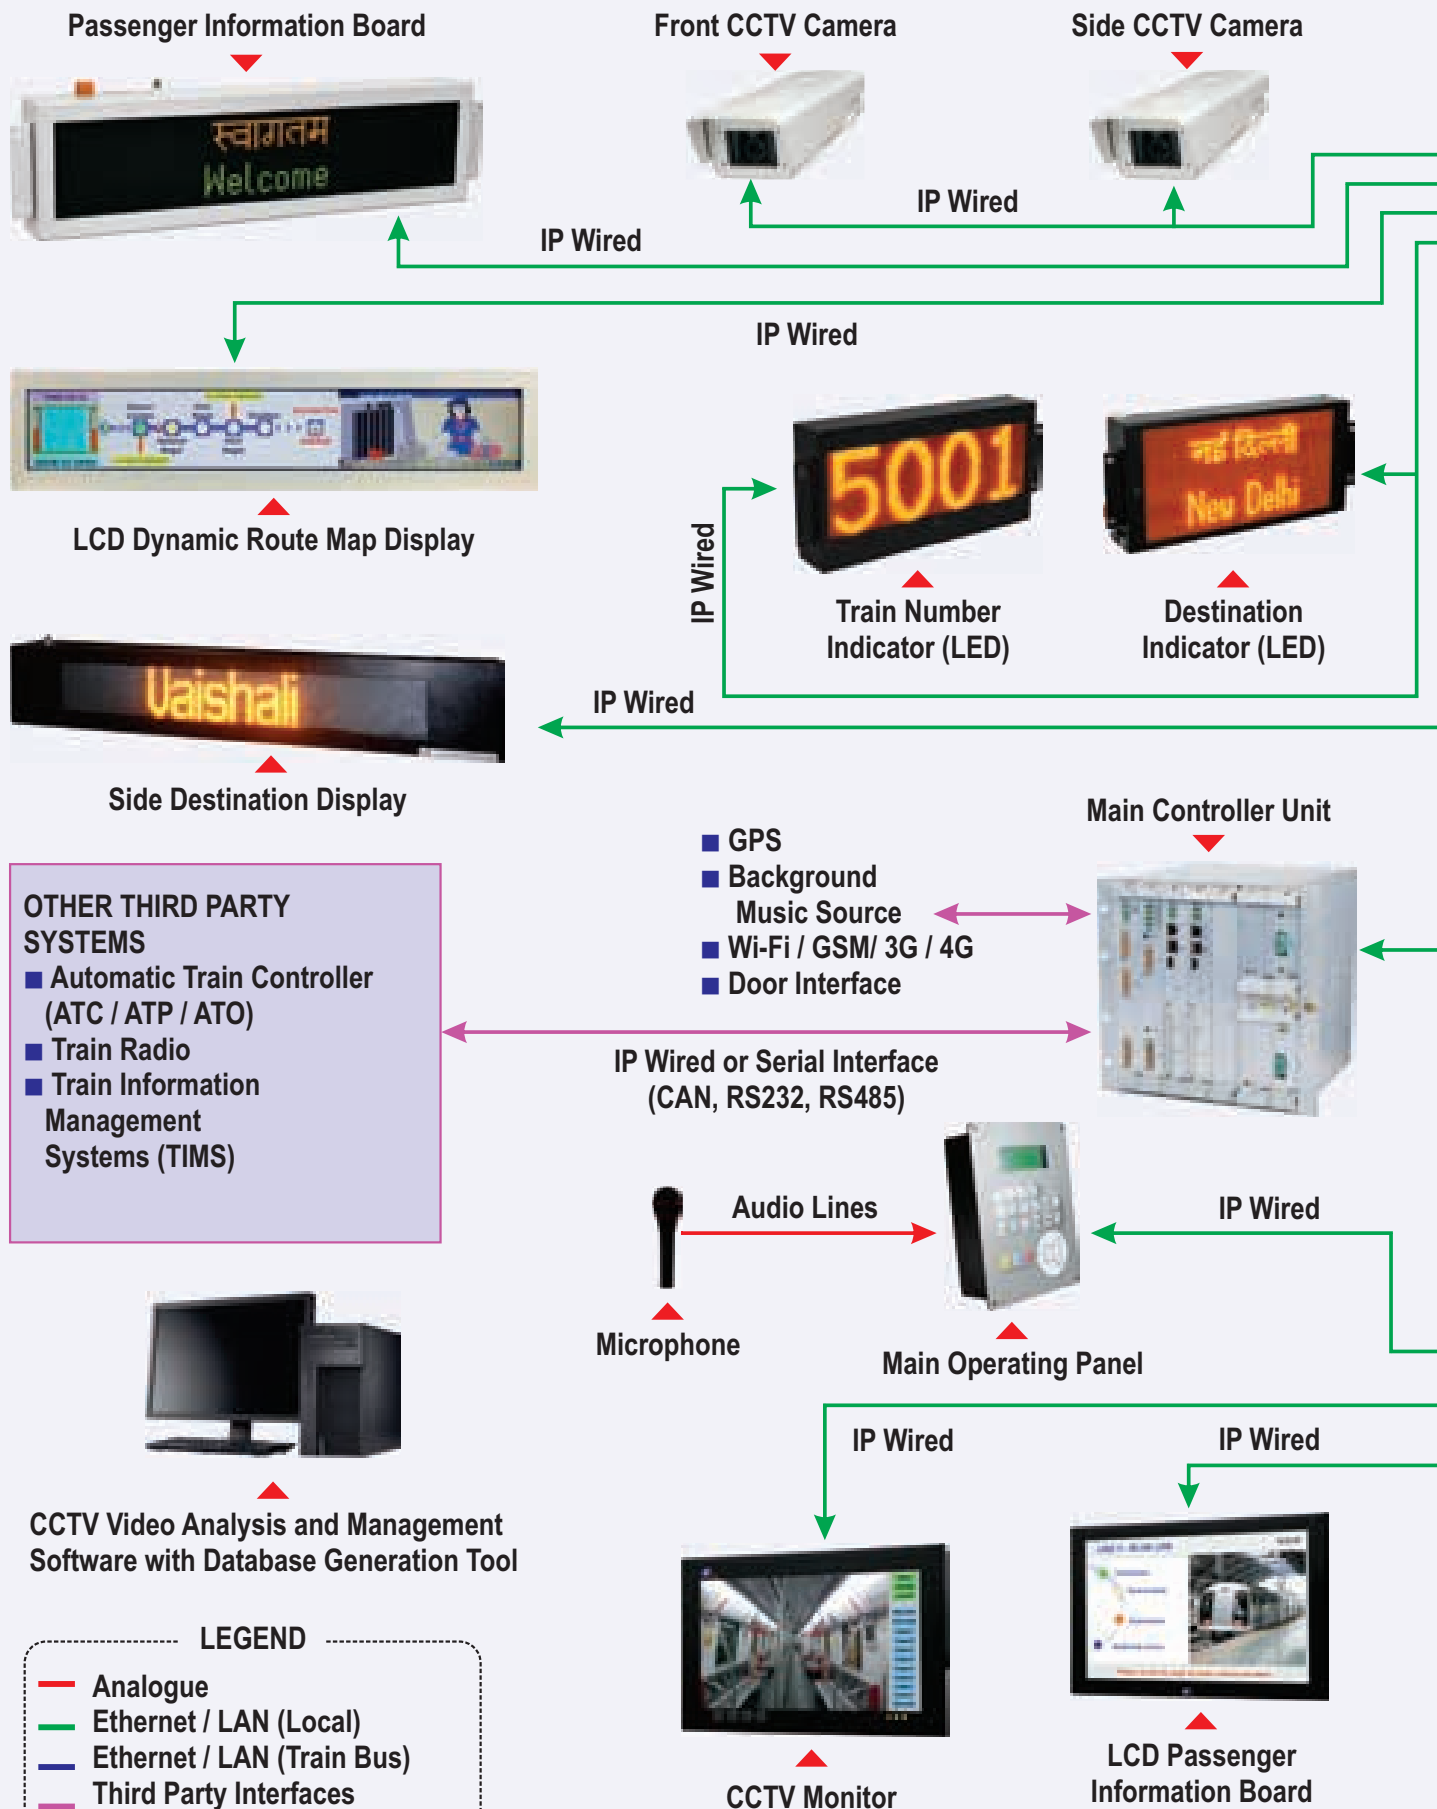 Passenger Information Board
Front CCTV Camera
Side CCTV Camera
स्वागतम
Welcome
IP Wired
IP Wired
IP Wired
5001
नई दिल्ली
New Delhi
LCD Dynamic Route Map Display
IP Wired
Train Number
Indicator (LED)
Destination
Indicator (LED)
Vaishali
IP Wired
Side Destination Display
Main Controller Unit
■ GPS
■ Background
Music Source
■ Wi-Fi / GSM/ 3G / 4G
■ Door Interface
OTHER THIRD PARTY
SYSTEMS
■ Automatic Train Controller
(ATC / ATP / ATO)
■ Train Radio
■ Train Information
Management
Systems (TIMS)
IP Wired or Serial Interface
(CAN, RS232, RS485)
Audio Lines
IP Wired
Microphone
Main Operating Panel
IP Wired
IP Wired
CCTV Video Analysis and Management
Software with Database Generation Tool
LEGEND
Analogue
Ethernet / LAN (Local)
Ethernet / LAN (Train Bus)
Third Party Interfaces
CCTV Monitor
LCD Passenger
Information Board